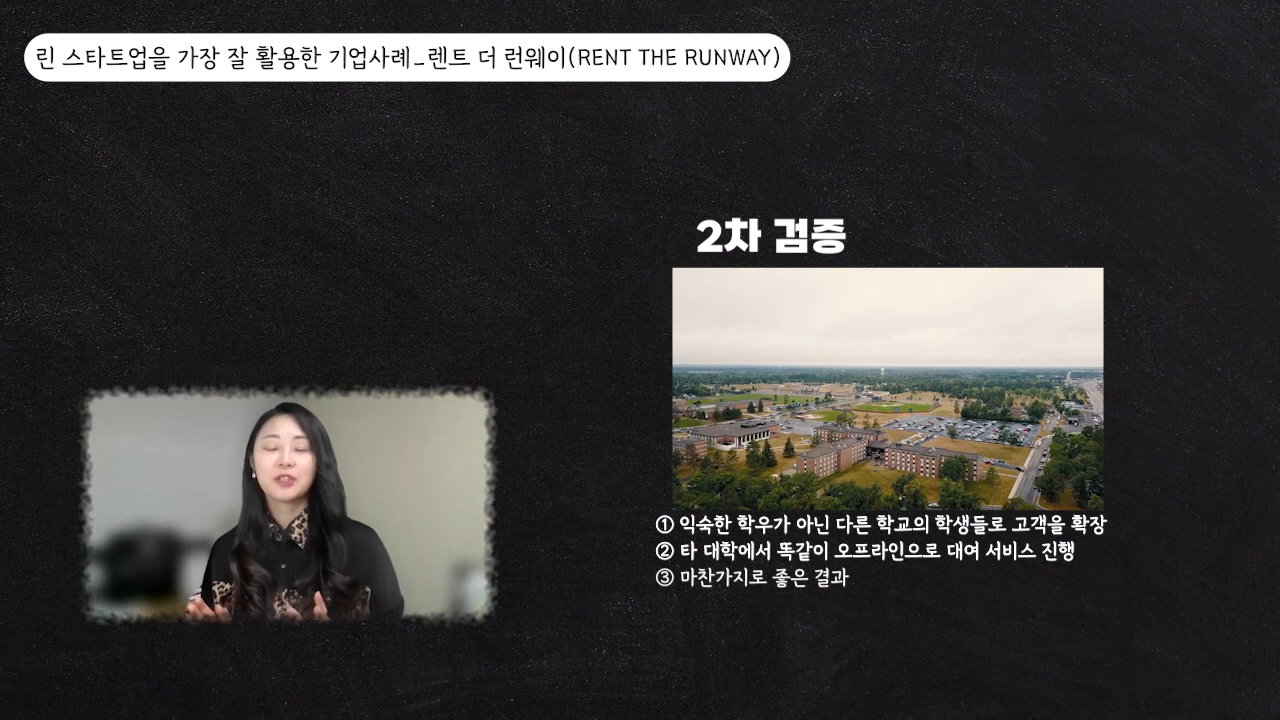 린 스타트업을 가장 잘 활용한 기업사례_렌트 더 런웨이(RENT THE RUNWAY)
2차 검증
① 익숙한 학우가 아닌 다른 학교의 학생들로 고객을 확장
② 타 대학에서 똑같이 오프라인으로 대여 서비스 진행
③ 마찬가지로 좋은 결과